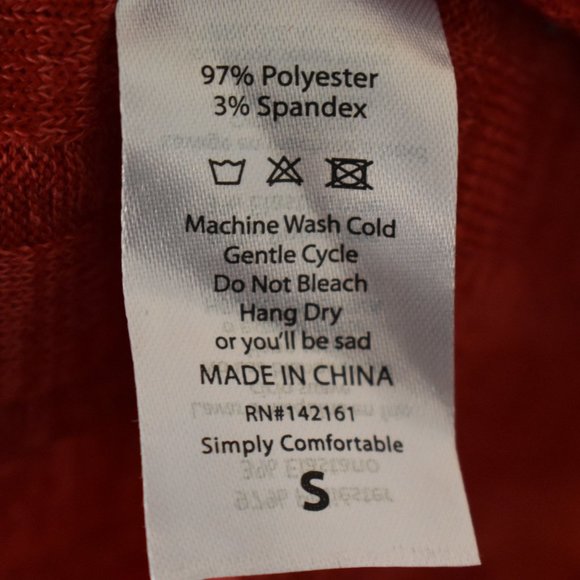 97% Polyester
3% Spandex
Machine Wash Cold
Gentle Cycle
Do Not Bleach
Hang Dry
or you'll be sad
MADE IN CHINA
RN#142161
Simply Comfortable
S